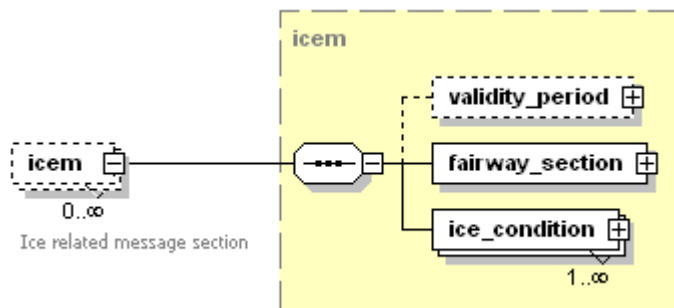 icem
validity_period
icem
fairway_section
0..∞
ice_condition
Ice related message section
1..∞